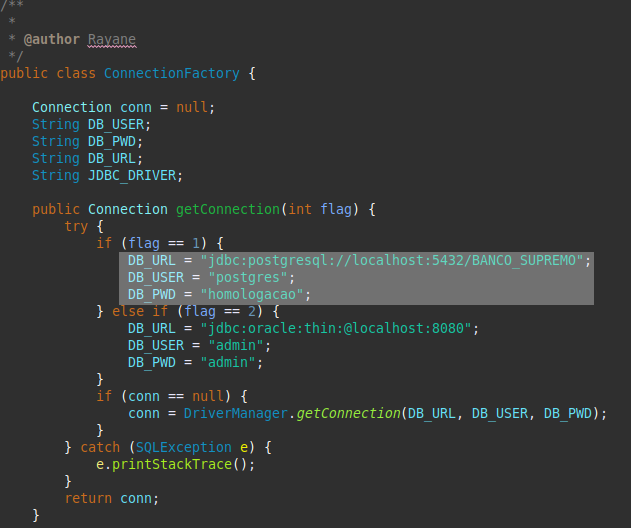 /**
 *
 * @author Rayane
 */
public class ConnectionFactory {
    Connection conn = null;
    String DB_USER;
    String DB_PWD;
    String DB_URL;
    String JDBC_DRIVER;
    public Connection getConnection(int flag) {
        try {
            if (flag == 1) {
                DB_URL = "jdbc:postgresql://localhost:5432/BANCO_SUPREMO";
                DB_USER = "postgres";
                DB_PWD = "homologacao";
            } else if (flag == 2) {
                DB_URL = "jdbc:oracle:thin:@localhost:8080";
                DB_USER = "admin";
                DB_PWD = "admin";
            }
            if (conn == null) {
                conn = DriverManager.getConnection(DB_URL, DB_USER, DB_PWD);
            }
        } catch (SQLException e) {
            e.printStackTrace();
        }
        return conn;
    }